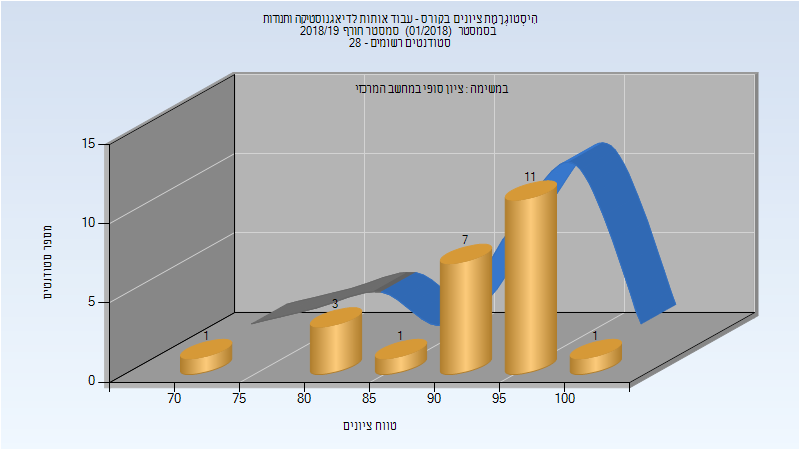 היסטוגרמת ציונים בקורס - עבוד אותות לדיאגנוסטיקה ותנודות
בסמסטר (01/2018) סמסטר חורף 2018/19
סטודנטים רשומים - 28
במשימה : ציון סופי במחשב המרכזי
מספר סטודנטים
15
10
5
0
1
3
1
7
11
1
70
75
80
85
90
95
100
טווח ציונים